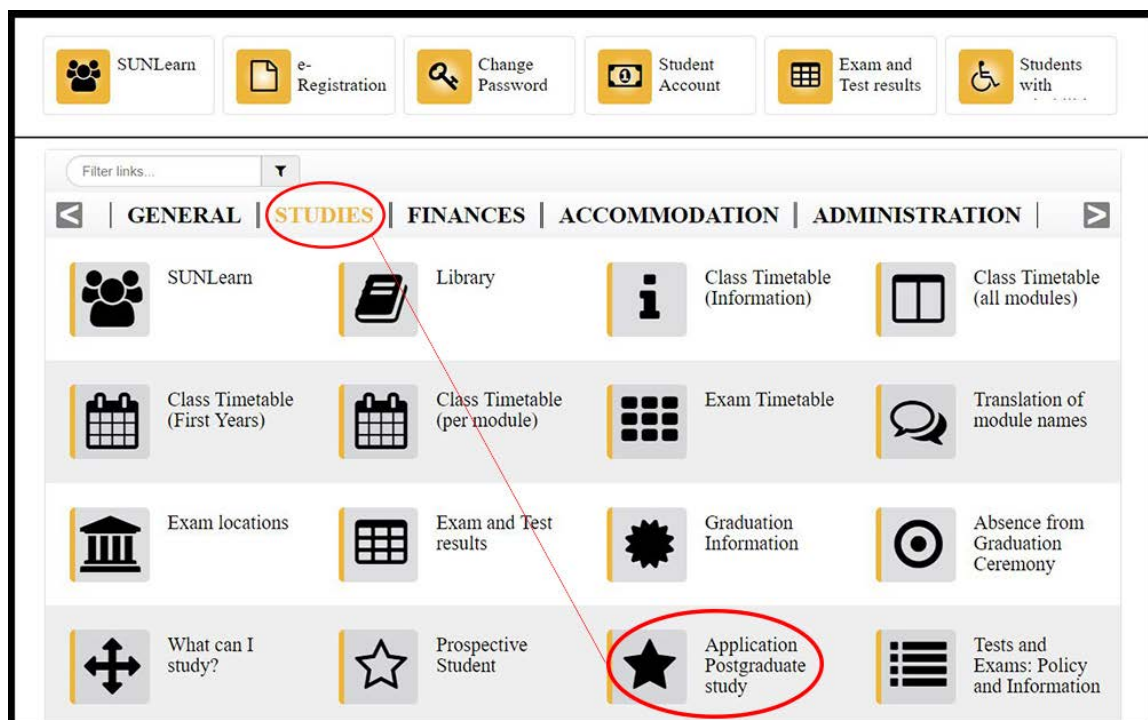 SUNLearn
e-
Registration
Change
Password
Student
Account
Exam and
Test results
Students
with
Filter links...
GENERAL | STUDIES | FINANCES | ACCOMMODATION | ADMINISTRATION |
SUNLearn
Library
Class Timetable
(Information)
Class Timetable
(all modules)
Class Timetable
(First Years)
Class Timetable
(per module)
Exam Timetable
Translation of
module names
Exam locations
Exam and Test
results
Graduation
Information
Absence from
Graduation
Ceremony
What can I
study?
Prospective
Student
Application
Postgraduate
study
Tests and
Exams: Policy
and Information